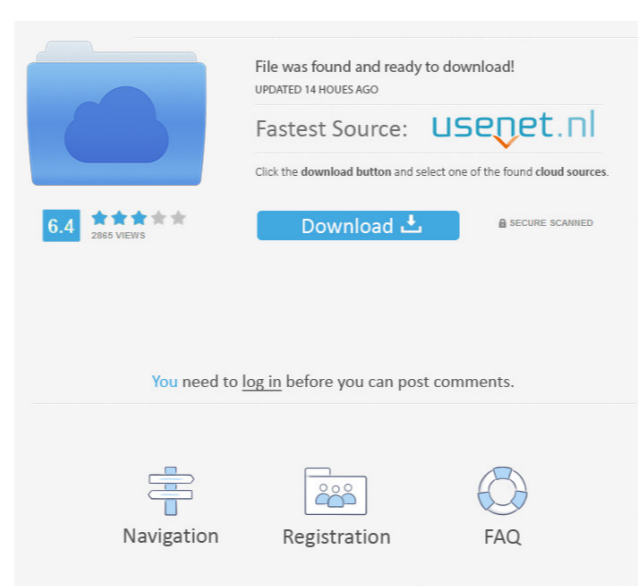 File was found and ready to download!
UPDATED 14 HOUES AGO
Fastest Source: usenet.nl
Click the download button and select one of the found cloud sources.
6.4
2865 VIEWS
Download
SECURE SCANNED
You need to log in before you can post comments.
Navigation Registration FAQ